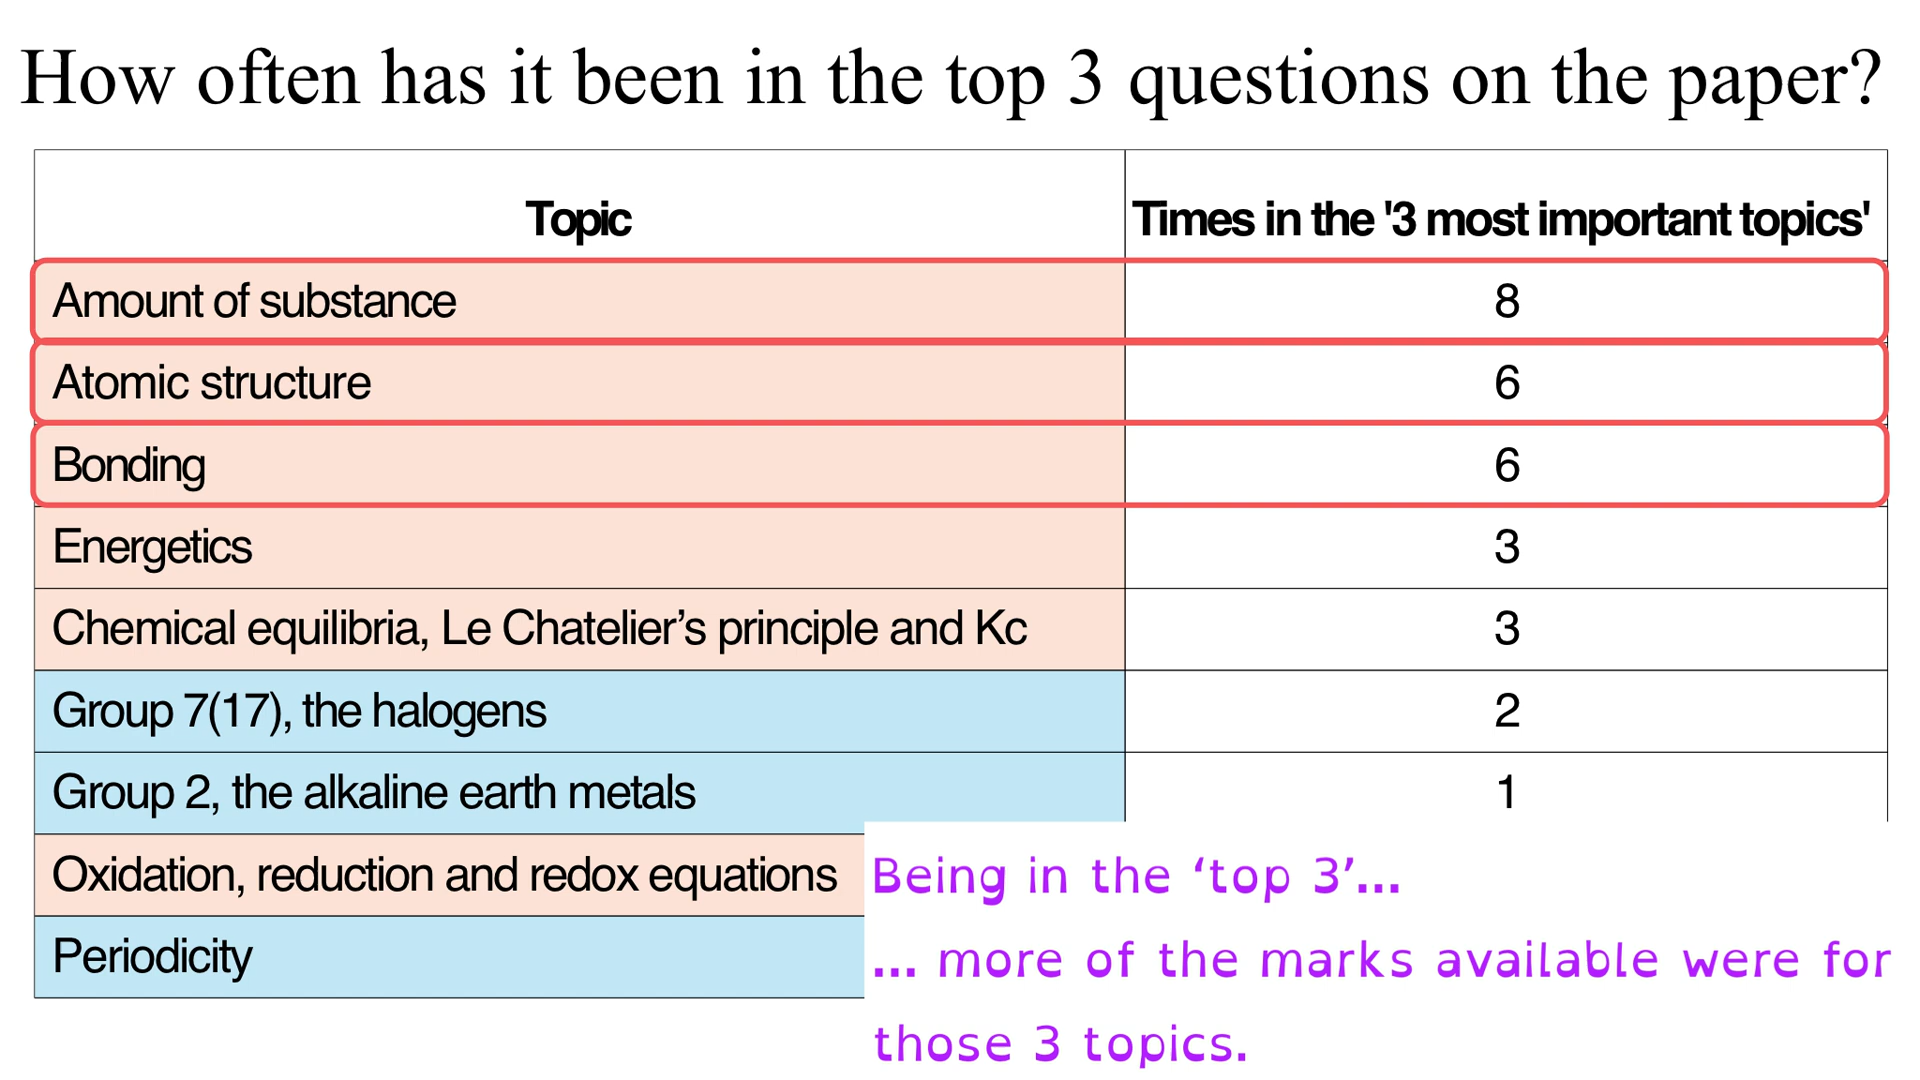 How often has it been in the top 3 questions on the paper?
Topic Times in the '3 most important topics'
Amount of substance 8
Atomic structure 6
Bonding 6
Energetics 3
Chemical equilibria, Le Chatelier’s principle and Kc 3
Group 7(17), the halogens 2
Group 2, the alkaline earth metals 1
Oxidation, reduction and redox equations
Periodicity
Being in the ‘top 3’...
... more of the marks available were for
those 3 topics.